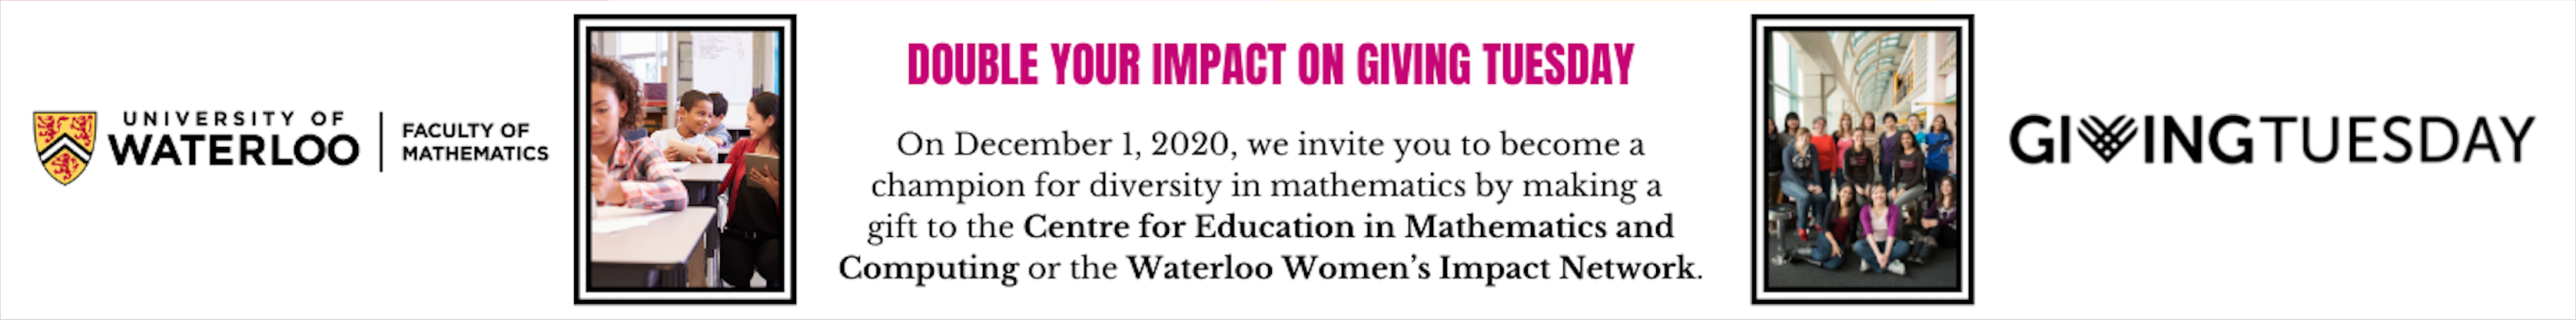 UNIVERSITY OF
WATERLOO
FACULTY OF
MATHEMATICS
DOUBLE YOUR IMPACT ON GIVING TUESDAY
On December 1, 2020, we invite you to become a
champion for diversity in mathematics by making a
gift to the Centre for Education in Mathematics and
Computing or the Waterloo Women's Impact Network.
GIVINGTUESDAY